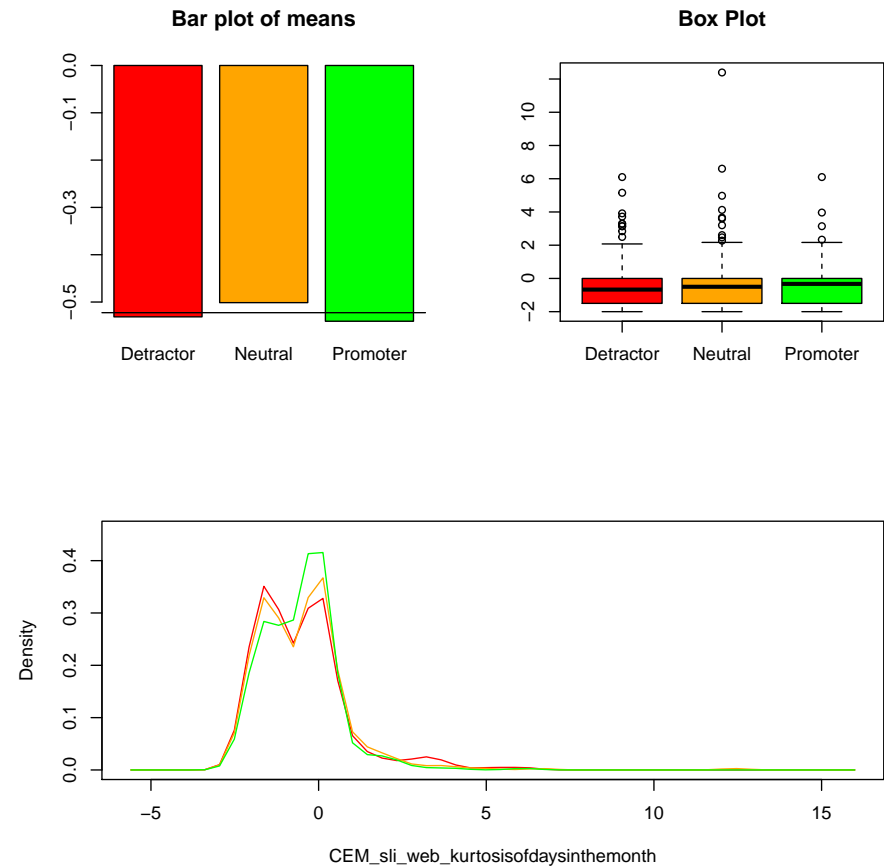 Bar plot of means
0.0
−0.1
−0.3
−0.5
Detractor Neutral Promoter
Box Plot
10
8
6
4
2
0
−2
Detractor Neutral Promoter
Density
0.4
0.3
0.2
0.1
0.0
−5 0 5 10 15
CEM_sli_web_kurtosisofdaysinthemonth